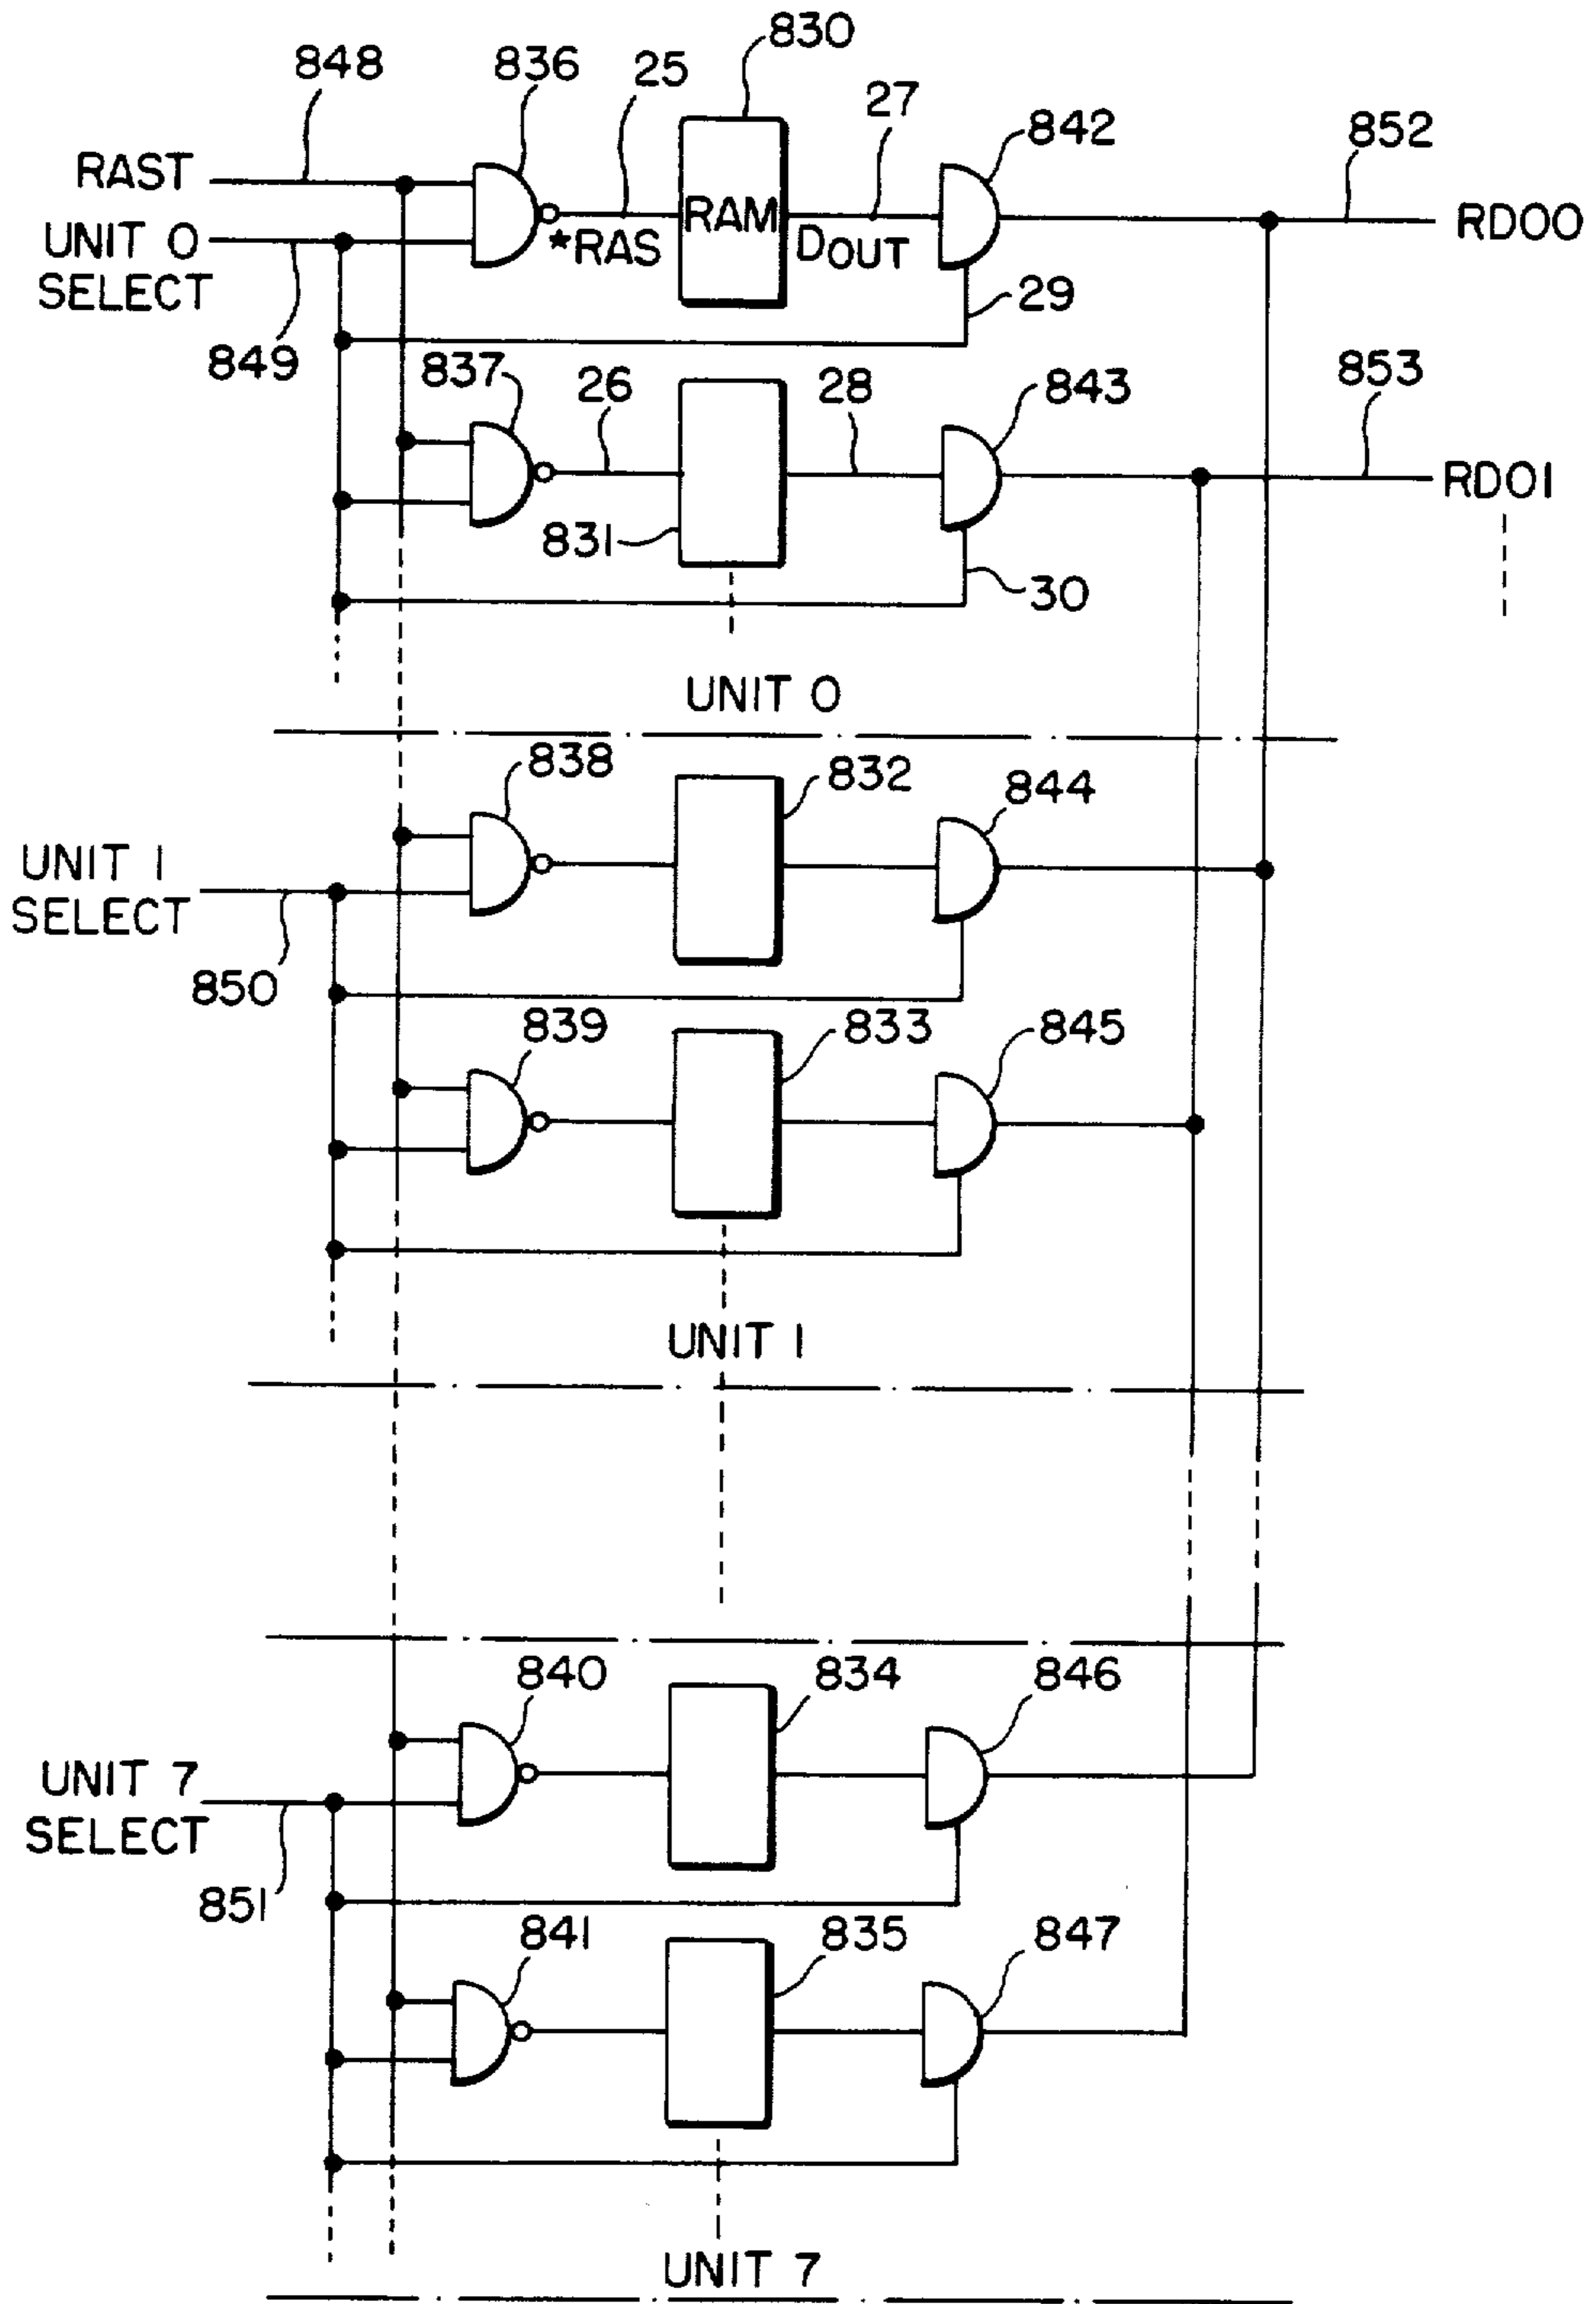 830
848
836
25
27
842
852
RAST
RAM
RD00
UNIT 0
SELECT
*RAS
DOUT
29
849
837
26
28
843
853
RD01
831
30
UNIT 0
838
832
844
UNIT 1
SELECT
850
839
833
845
UNIT 1
840
834
846
UNIT 7
SELECT
851
841
835
847
UNIT 7